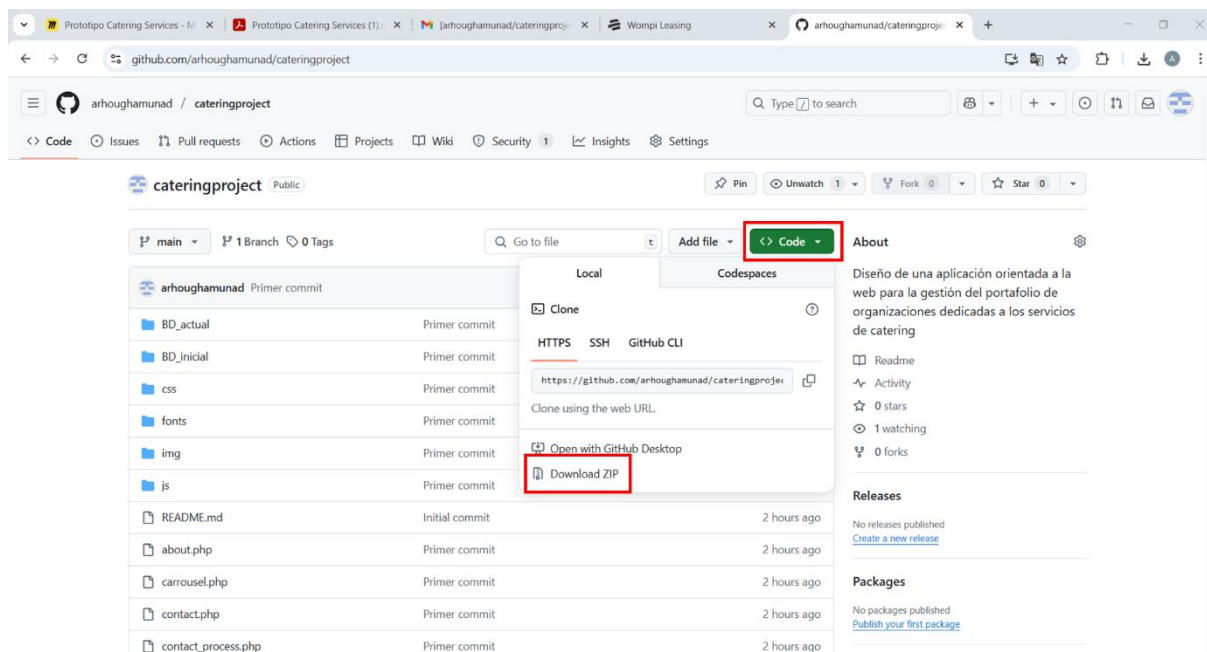 Prototipo Catering Services - M
Prototipo Catering Services (1).
[arhoughamunad/cateringproje
Wompi Leasing
arhoughamunad/cateringprojec
github.com/arhoughamunad/cateringproject
A
arhoughamunad / cateringproject
Type / to search
Code
Issues
Pull requests
Actions
Projects
Wiki
Security 1
Insights
Settings
cateringproject Public
Pin
Unwatch 1
Fork 0
Star 0
main
1 Branch
0 Tags
Go to file t
Add file
Code
About
Diseño de una aplicación orientada a la
web para la gestión del portafolio de
organizaciones dedicadas a los servicios
de catering
Readme
Activity
0 stars
1 watching
0 forks
Releases
No releases published
Create a new release
Packages
No packages published
Publish your first package
Local
Codespaces
Clone
HTTPS SSH GitHub CLI
https://github.com/arhoughamunad/cateringprojec
Clone using the web URL.
Open with GitHub Desktop
Download ZIP
arhoughamunad Primer commit
BD_actual Primer commit
BD_inicial Primer commit
css Primer commit
fonts Primer commit
img Primer commit
js Primer commit
README.md Initial commit 2 hours ago
about.php Primer commit 2 hours ago
carrousel.php Primer commit 2 hours ago
contact.php Primer commit 2 hours ago
contact_process.php Primer commit 2 hours ago